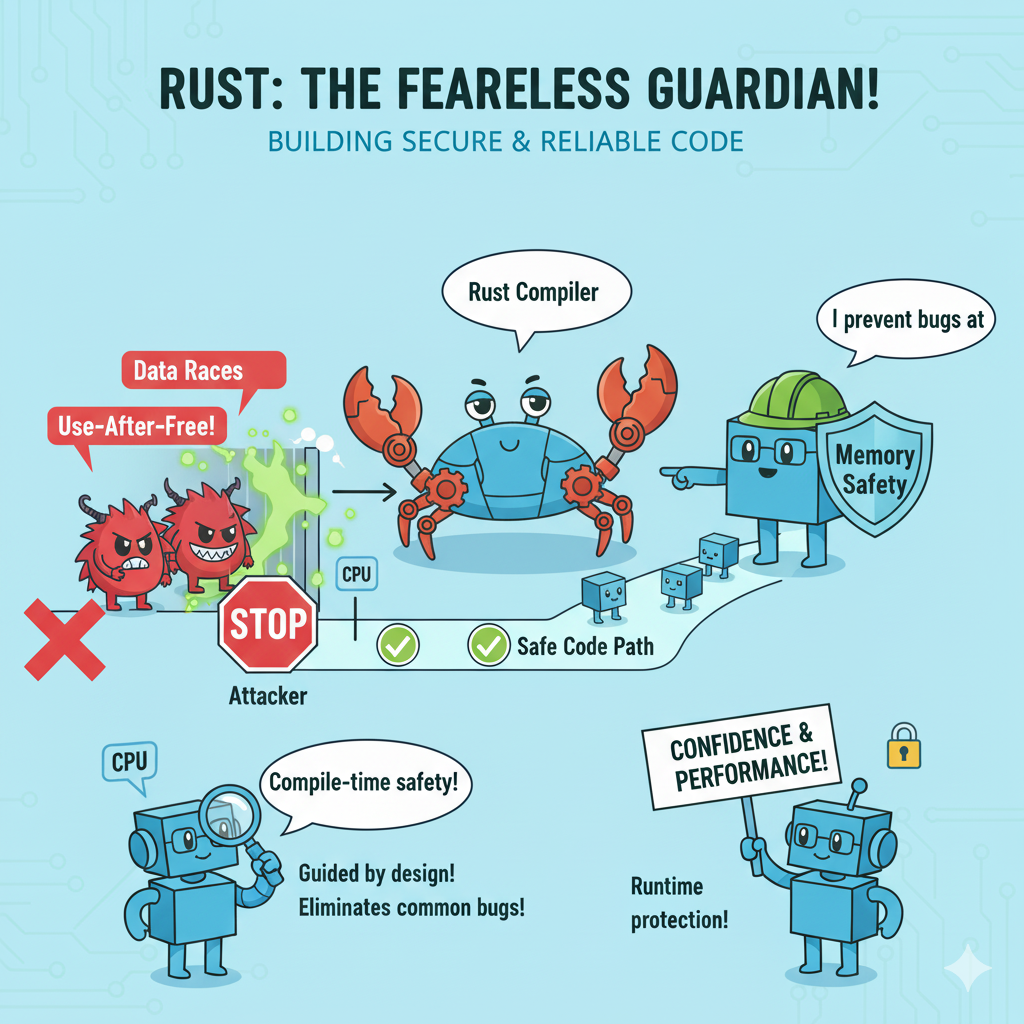 RUST: THE FEARELESS GUARDIAN!
BUILDING SECURE & RELIABLE CODE
Rust Compiler
I prevent bugs at
Data Races
Use-After-Free!
Memory
Safety
CPU
STOP
Safe Code Path
Attacker
CPU
Compile-time safety!
Guided by design!
Eliminates common bugs!
CONFIDENCE &
PERFORMANCE!
Runtime
protection!